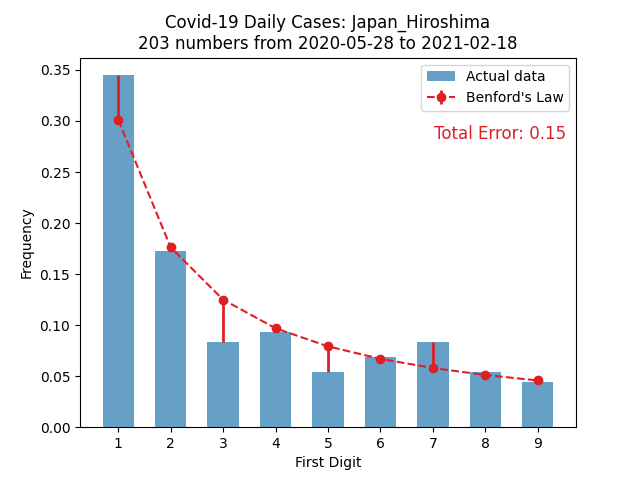 Covid-19 Daily Cases: Japan_Hiroshima
203 numbers from 2020-05-28 to 2021-02-18
Actual data
Benford's Law
Total Error: 0.15
Frequency
0.35
0.30
0.25
0.20
0.15
0.10
0.05
0.00
1 2 3 4 5 6 7 8 9
First Digit